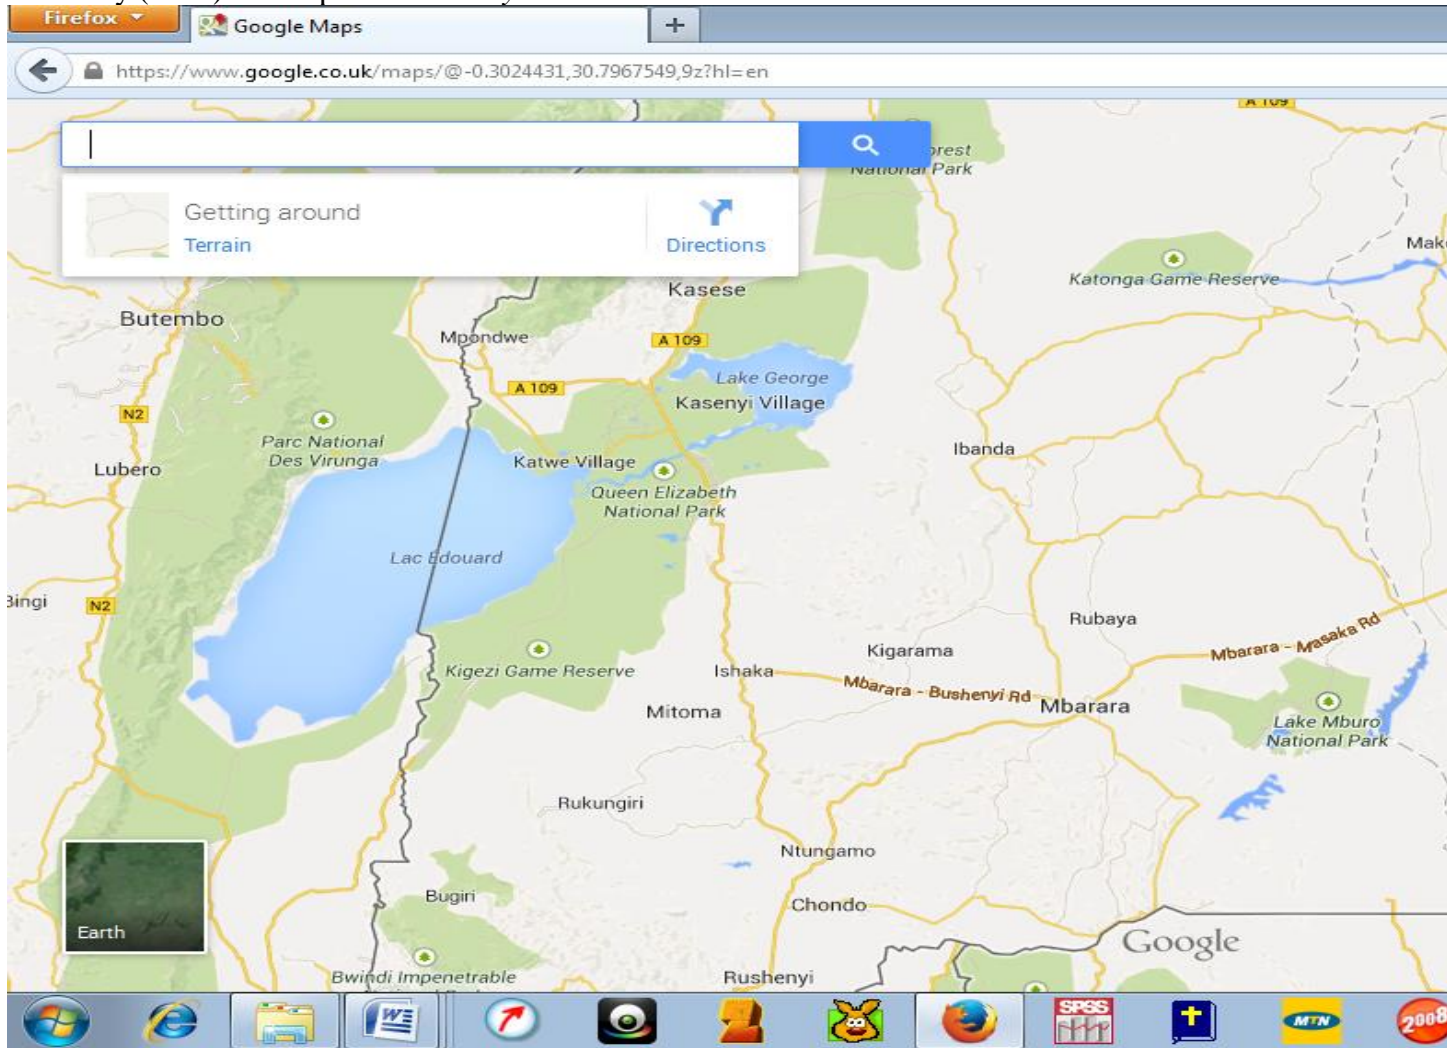 Firefox
Google Maps
https://www.google.co.uk/maps/@-0.3024431,30.7967549,9z?hl=en
A 109
National Park
Getting around
Terrain
Directions
Katonga Game Reserve
Kasese
Butembo
Mpondwe
A 109
Lake George
A 109
Kasenyi Village
N2
Parc National
Des Virunga
Ibanda
Lubero
Katwe Village
Queen Elizabeth
National Park
Lac Edouard
Bingi
N2
Rubaya
Mbarara - Masaka Rd
Kigarama
Kigezi Game Reserve
Ishaka
Mbarara - Bushenyi Rd
Mbarara
Mitoma
Lake Mburo
National Park
Rukungiri
Ntungamo
Bugiri
Chondo
Earth
Google
Bwindi Impenetrable
Rushenyi
SPSS
MTN
2008